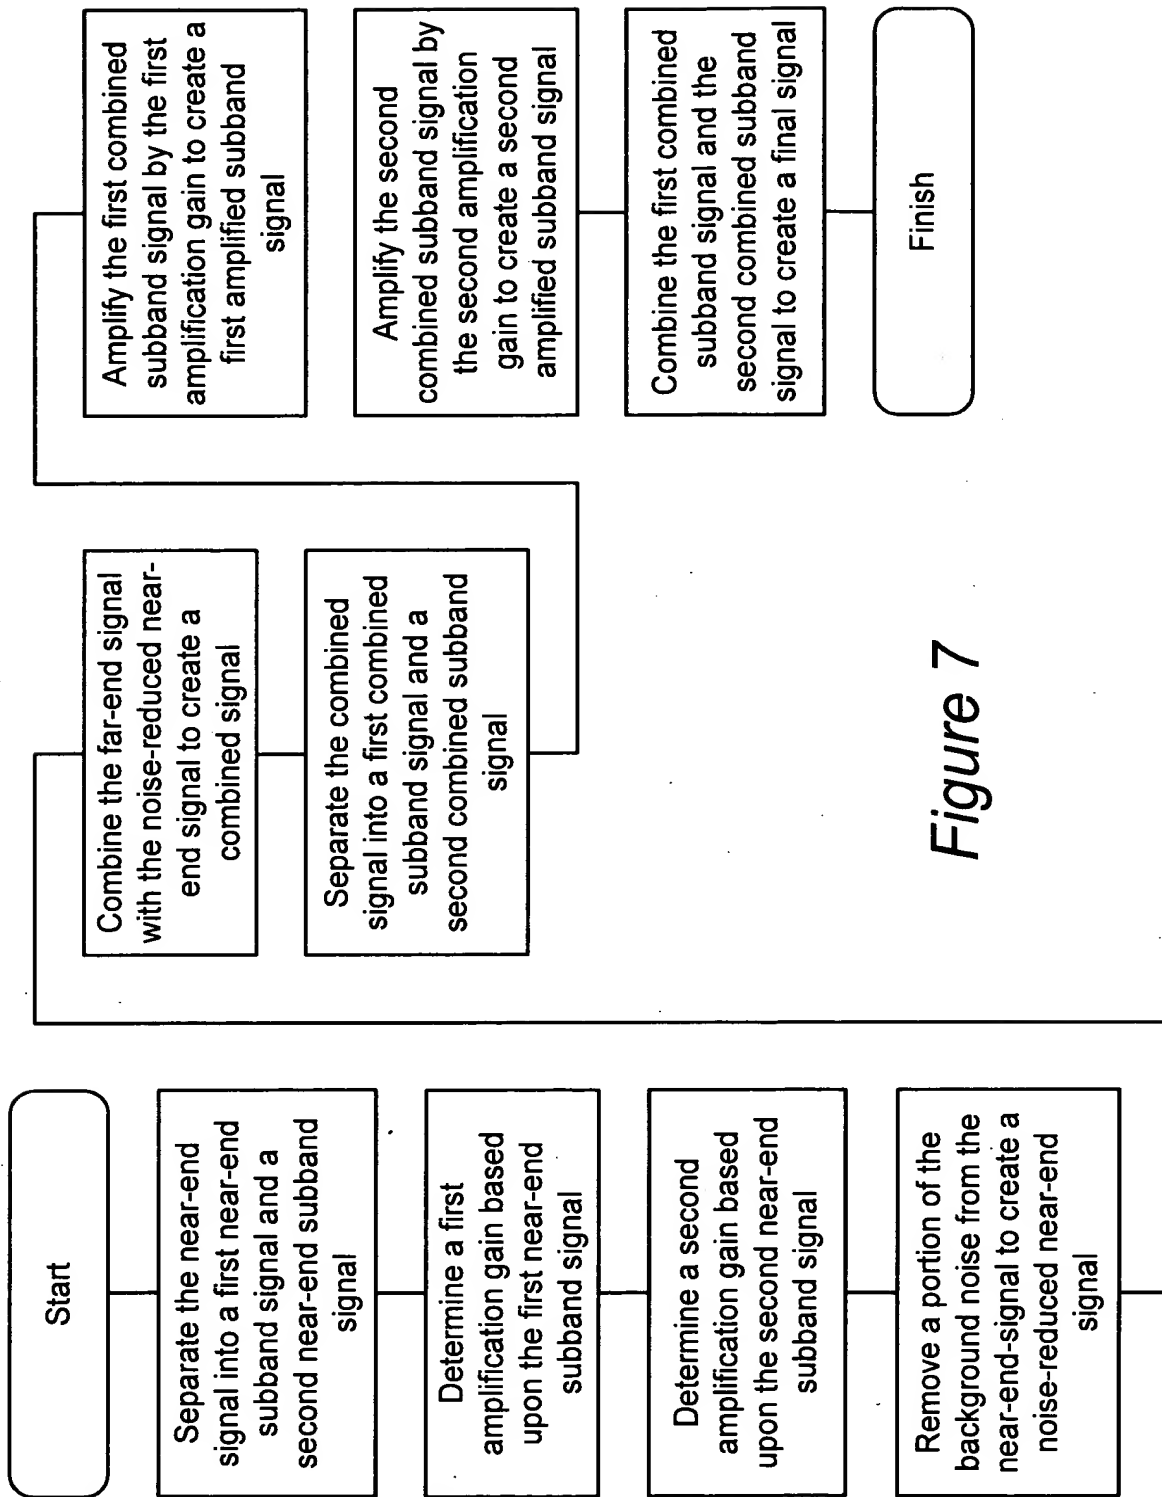 Start
Separate the near-end
signal into a first near-end
subband signal and a
second near-end subband
signal
Determine a first
amplification gain based
upon the first near-end
subband signal
Determine a second
amplification gain based
upon the second near-end
subband signal
Remove a portion of the
background noise from the
near-end-signal to create a
noise-reduced near-end
signal
Combine the far-end signal
with the noise-reduced near-
end signal to create a
combined signal
Separate the combined
signal into a first combined
subband signal and a
second combined subband
signal
Amplify the first combined
subband signal by the first
amplification gain to create a
first amplified subband
signal
Amplify the second
combined subband signal by
the second amplification
gain to create a second
amplified subband signal
Combine the first combined
subband signal and the
second combined subband
signal to create a final signal
Finish
Figure 7